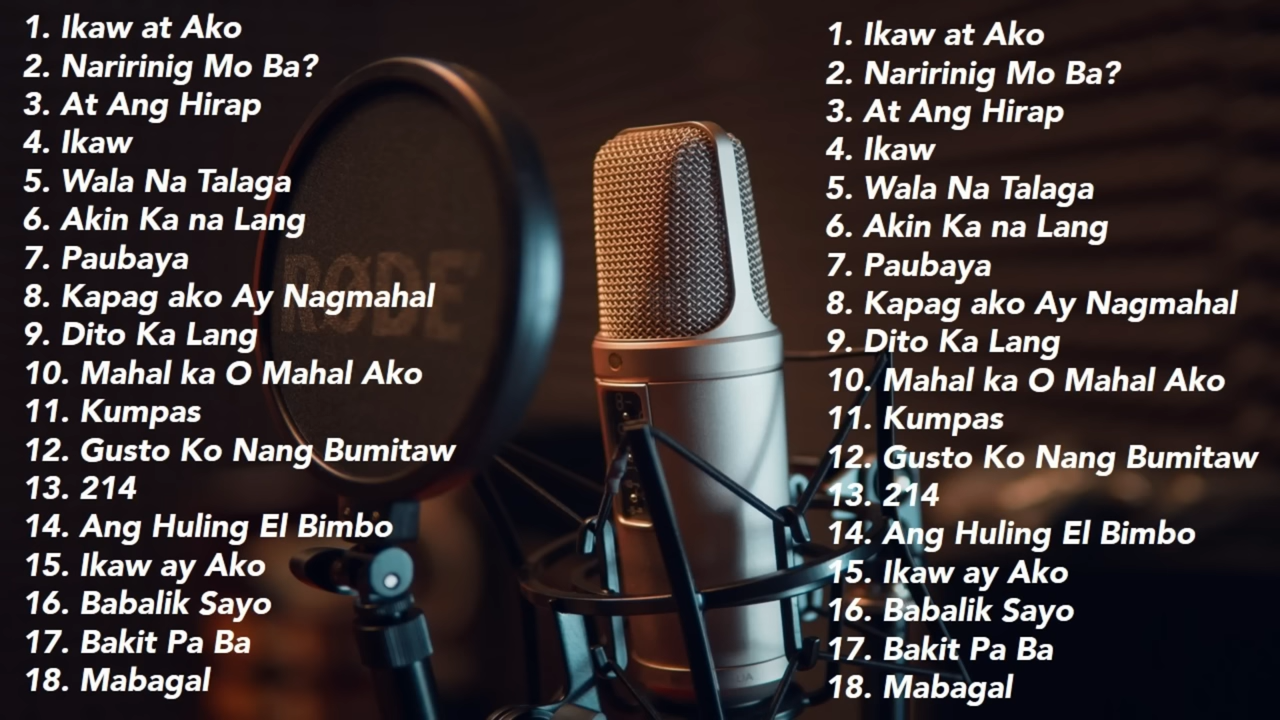 1. Ikaw at Ako
2. Naririnig Mo Ba?
3. At Ang Hirap
4. Ikaw
5. Wala Na Talaga
6. Akin Ka na Lang
7. Paubaya
8. Kapag ako Ay Nagmahal
9. Dito Ka Lang
10. Mahal ka O Mahal Ako
11. Kumpas
12. Gusto Ko Nang Bumitaw
13. 214
14. Ang Huling El Bimbo
15. Ikaw ay Ako
16. Babalik Sayo
17. Bakit Pa Ba
18. Mabagal
RØDE
1. Ikaw at Ako
2. Naririnig Mo Ba?
3. At Ang Hirap
4. Ikaw
5. Wala Na Talaga
6. Akin Ka na Lang
7. Paubaya
8. Kapag ako Ay Nagmahal
9. Dito Ka Lang
10. Mahal ka O Mahal Ako
11. Kumpas
12. Gusto Ko Nang Bumitaw
13. 214
14. Ang Huling El Bimbo
15. Ikaw ay Ako
16. Babalik Sayo
17. Bakit Pa Ba
18. Mabagal